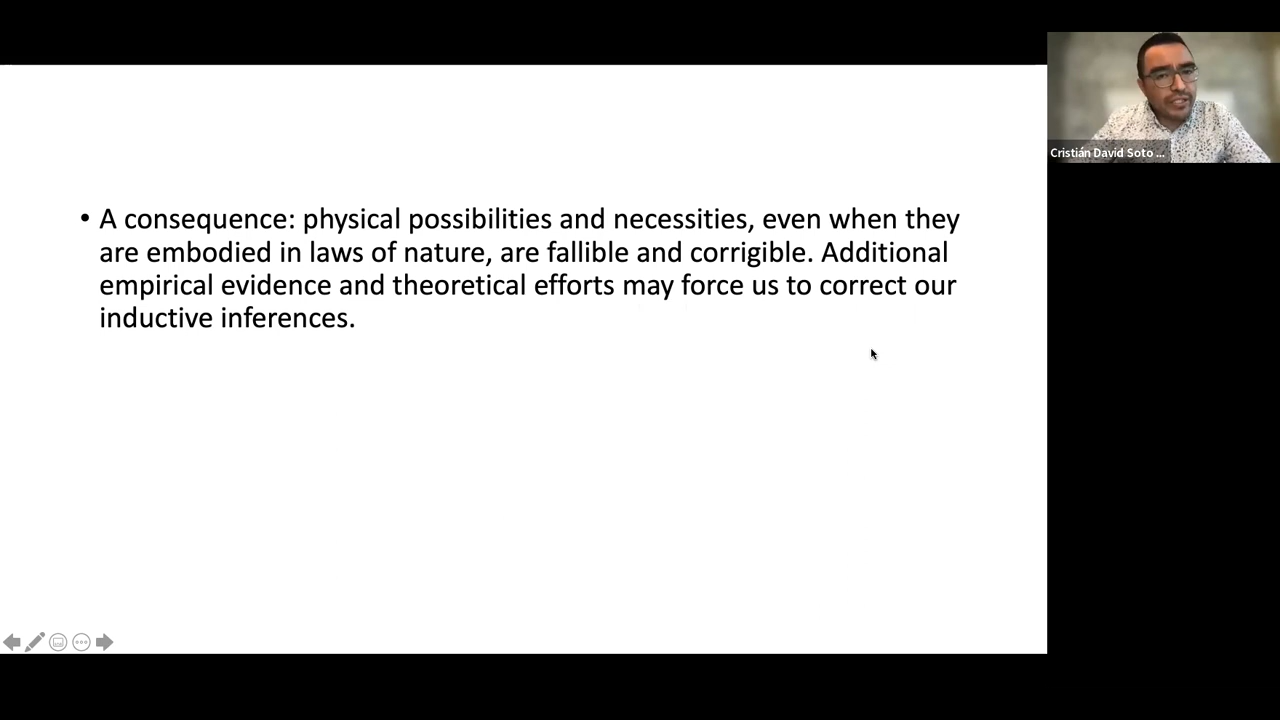 • A consequence: physical possibilities and necessities, even when they
are embodied in laws of nature, are fallible and corrigible. Additional
empirical evidence and theoretical efforts may force us to correct our
inductive inferences.
Cristián David Soto ...